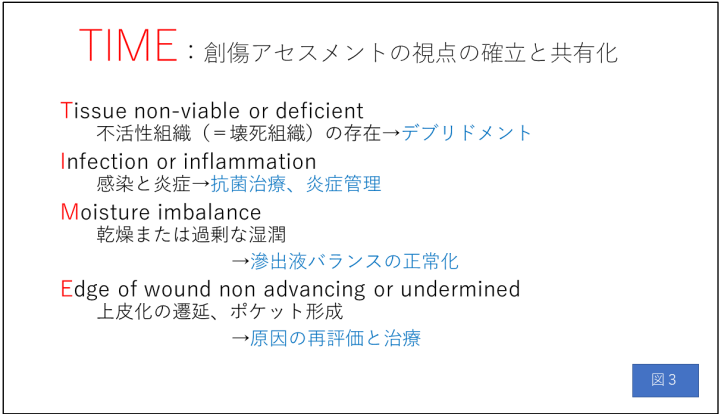 TIME：創傷アセスメントの視点の確立と共有化
Tissue non-viable or deficient
不活性組織（＝壊死組織）の存在→デブリドメント
Infection or inflammation
感染と炎症→抗菌治療、炎症管理
Moisture imbalance
乾燥または過剰な湿潤
→滲出液バランスの正常化
Edge of wound non advancing or undermined
上皮化の遷延、ポケット形成
→原因の再評価と治療
図３